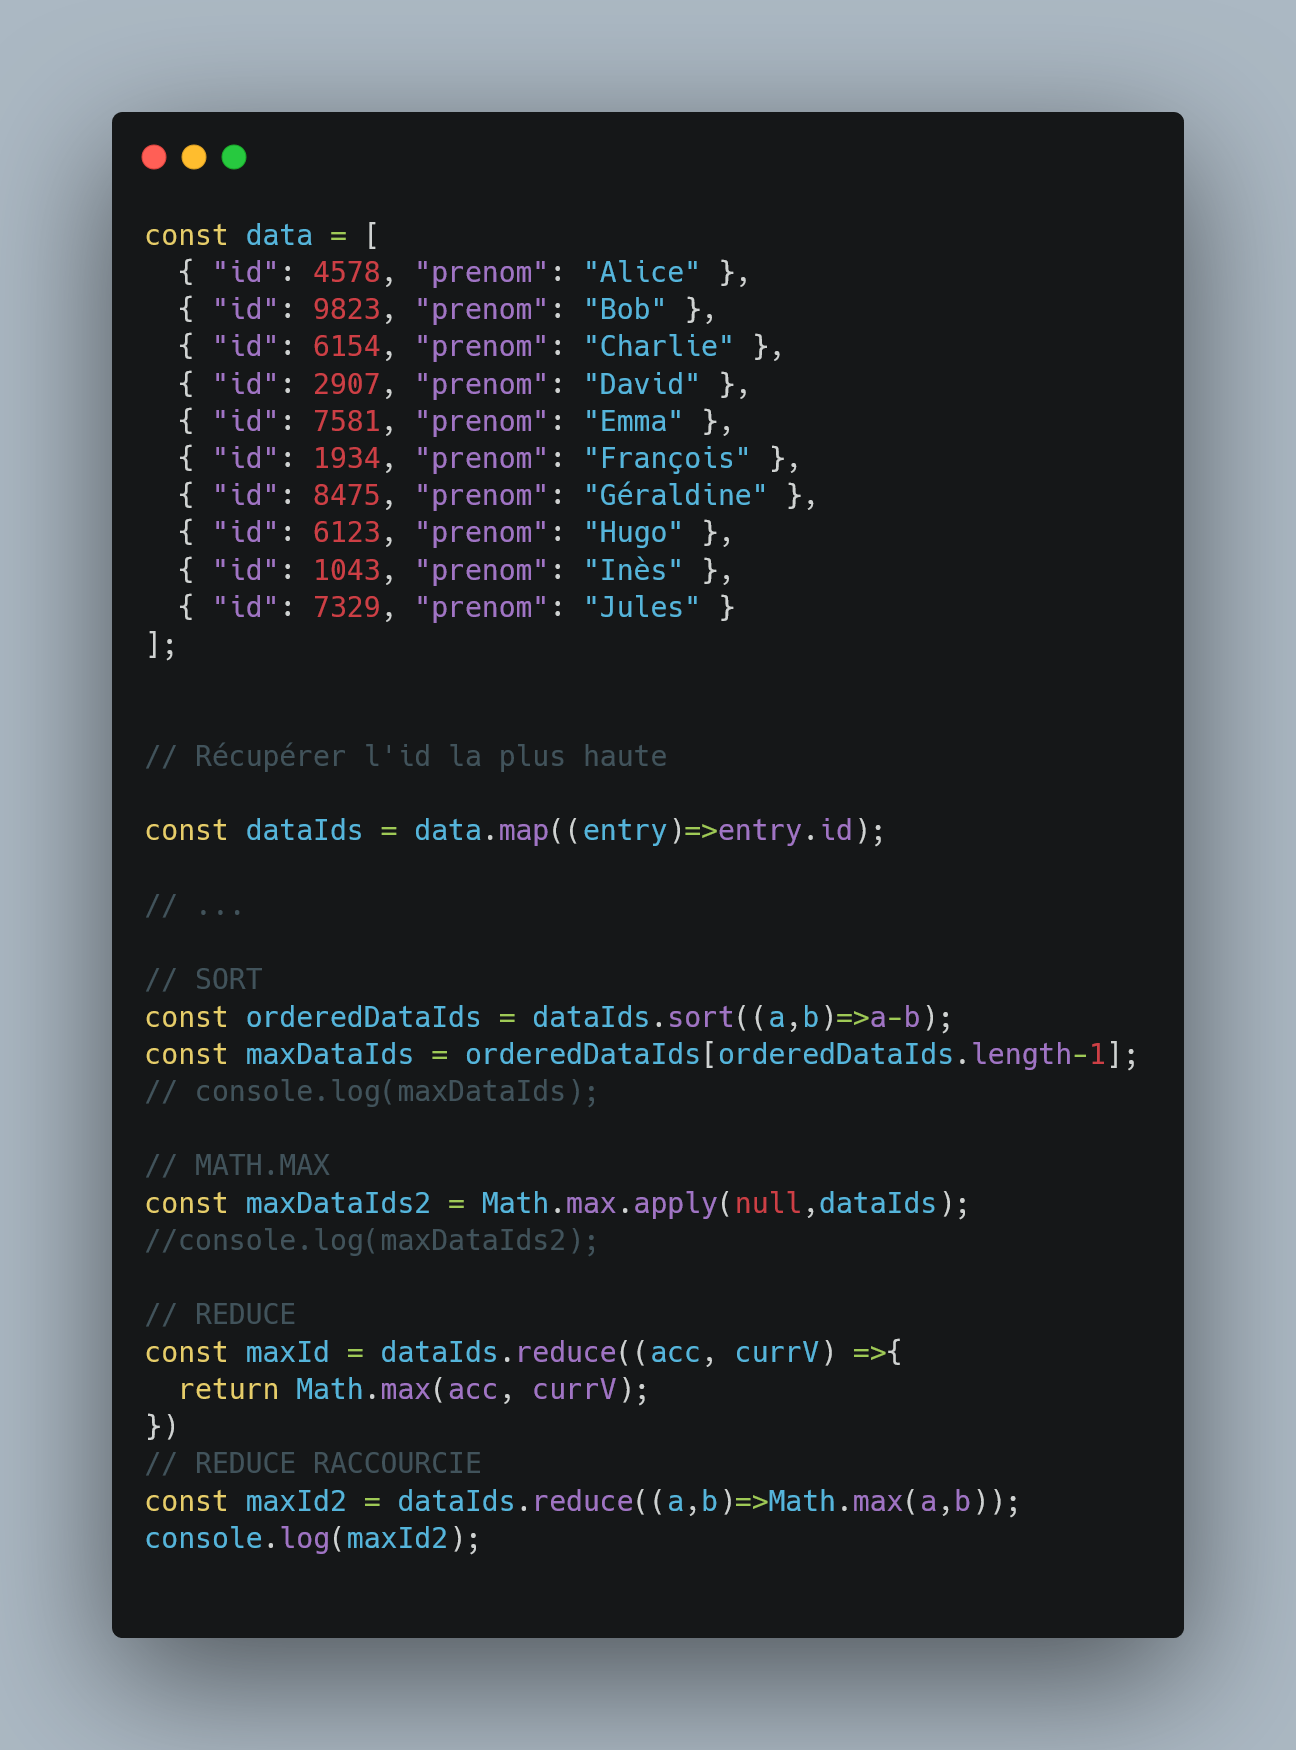 const data = [
  { "id": 4578, "prenom": "Alice" },
  { "id": 9823, "prenom": "Bob" },
  { "id": 6154, "prenom": "Charlie" },
  { "id": 2907, "prenom": "David" },
  { "id": 7581, "prenom": "Emma" },
  { "id": 1934, "prenom": "François" },
  { "id": 8475, "prenom": "Géraldine" },
  { "id": 6123, "prenom": "Hugo" },
  { "id": 1043, "prenom": "Inès" },
  { "id": 7329, "prenom": "Jules" }
];
// Récupérer l'id la plus haute
const dataIds = data.map((entry)=>entry.id);
// ...
// SORT
const orderedDataIds = dataIds.sort((a,b)=>a-b);
const maxDataIds = orderedDataIds[orderedDataIds.length-1];
// console.log(maxDataIds);
// MATH.MAX
const maxDataIds2 = Math.max.apply(null,dataIds);
//console.log(maxDataIds2);
// REDUCE
const maxId = dataIds.reduce((acc, currV) =>{
  return Math.max(acc, currV);
})
// REDUCE RACCOURCIE
const maxId2 = dataIds.reduce((a,b)=>Math.max(a,b));
console.log(maxId2);